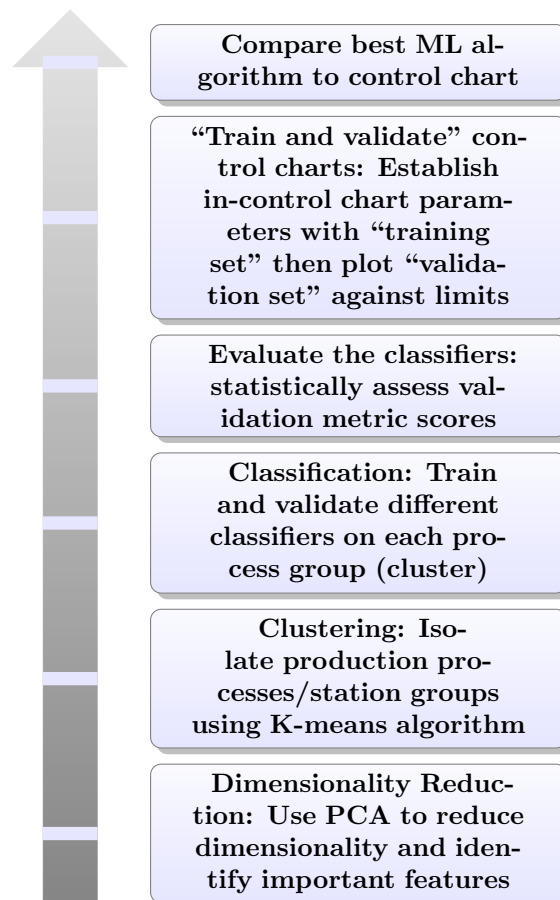 Compare best ML al-
gorithm to control chart
“Train and validate” con-
trol charts: Establish
in-control chart param-
eters with “training
set” then plot “valida-
tion set” against limits
Evaluate the classifiers:
statistically assess val-
idation metric scores
Classification: Train
and validate different
classifiers on each pro-
cess group (cluster)
Clustering: Iso-
late production pro-
cesses/station groups
using K-means algorithm
Dimensionality Reduc-
tion: Use PCA to reduce
dimensionality and iden-
tify important features